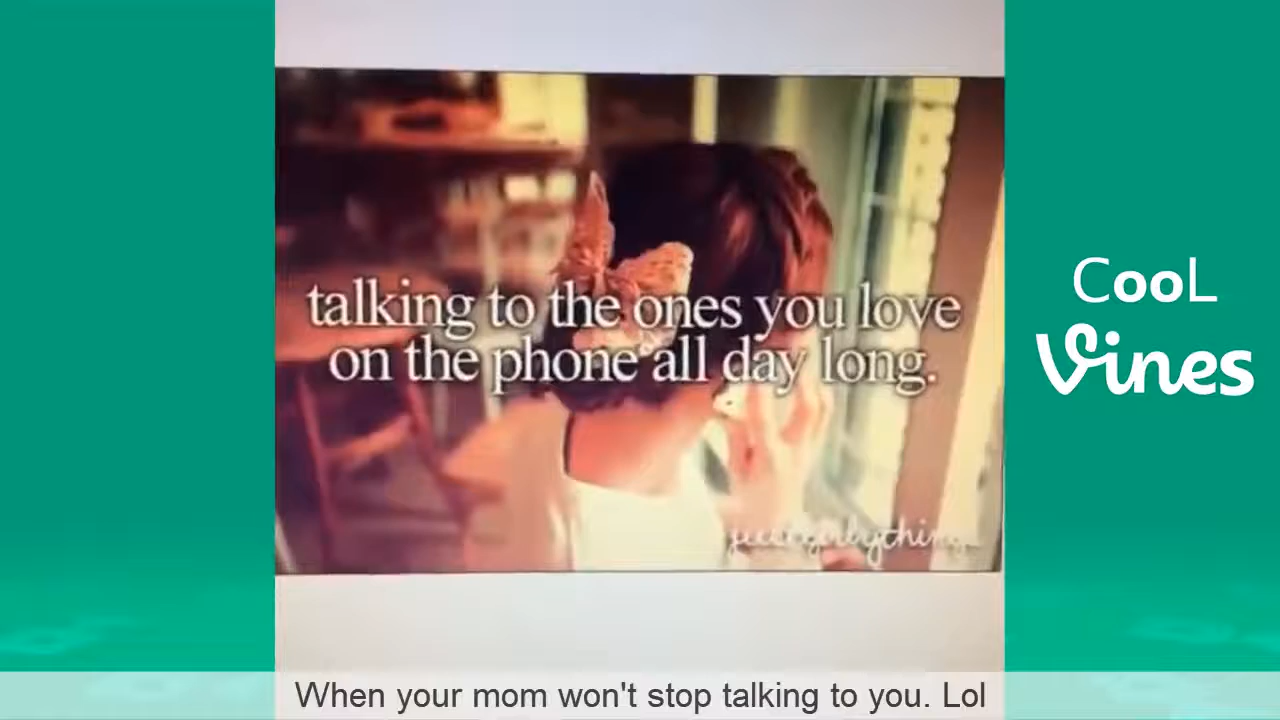 talking to the ones you love
on the phone all day long.
justgirlythings
CooL
Vines
When your mom won't stop talking to you. Lol